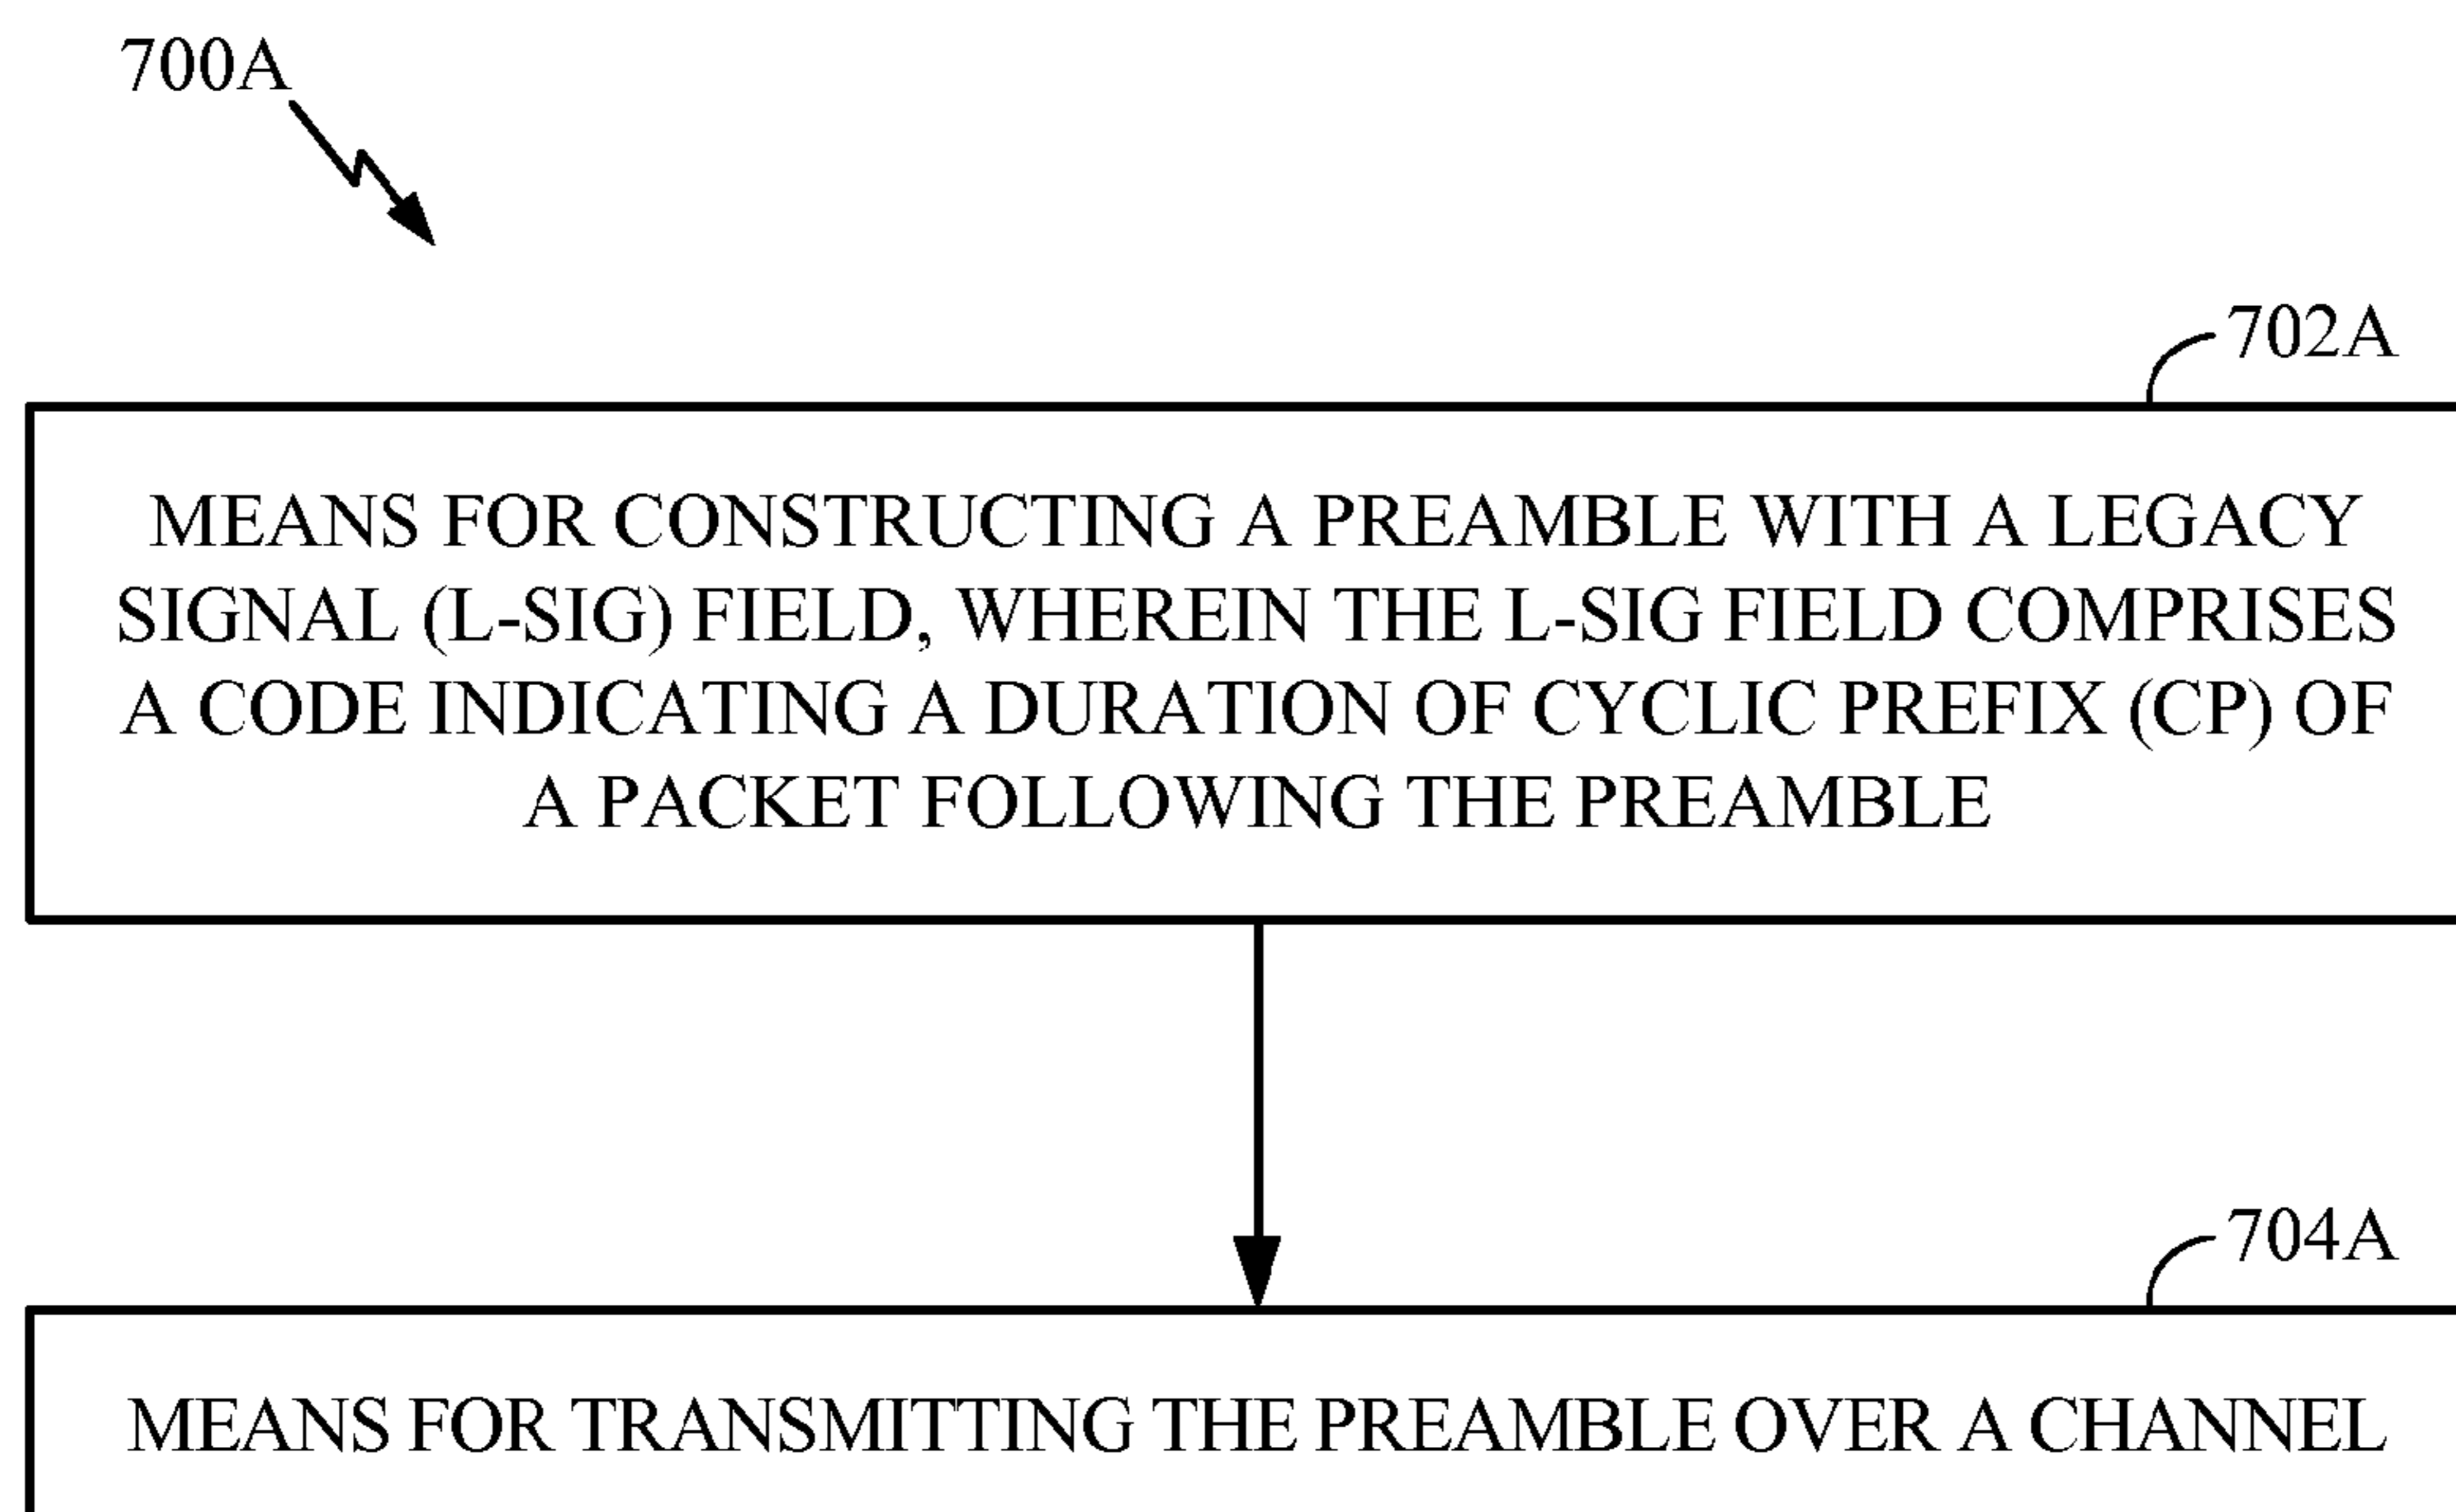 700A
702A
MEANS FOR CONSTRUCTING A PREAMBLE WITH A LEGACY
SIGNAL (L-SIG) FIELD, WHEREIN THE L-SIG FIELD COMPRISES
A CODE INDICATING A DURATION OF CYCLIC PREFIX (CP) OF
A PACKET FOLLOWING THE PREAMBLE
704A
MEANS FOR TRANSMITTING THE PREAMBLE OVER A CHANNEL